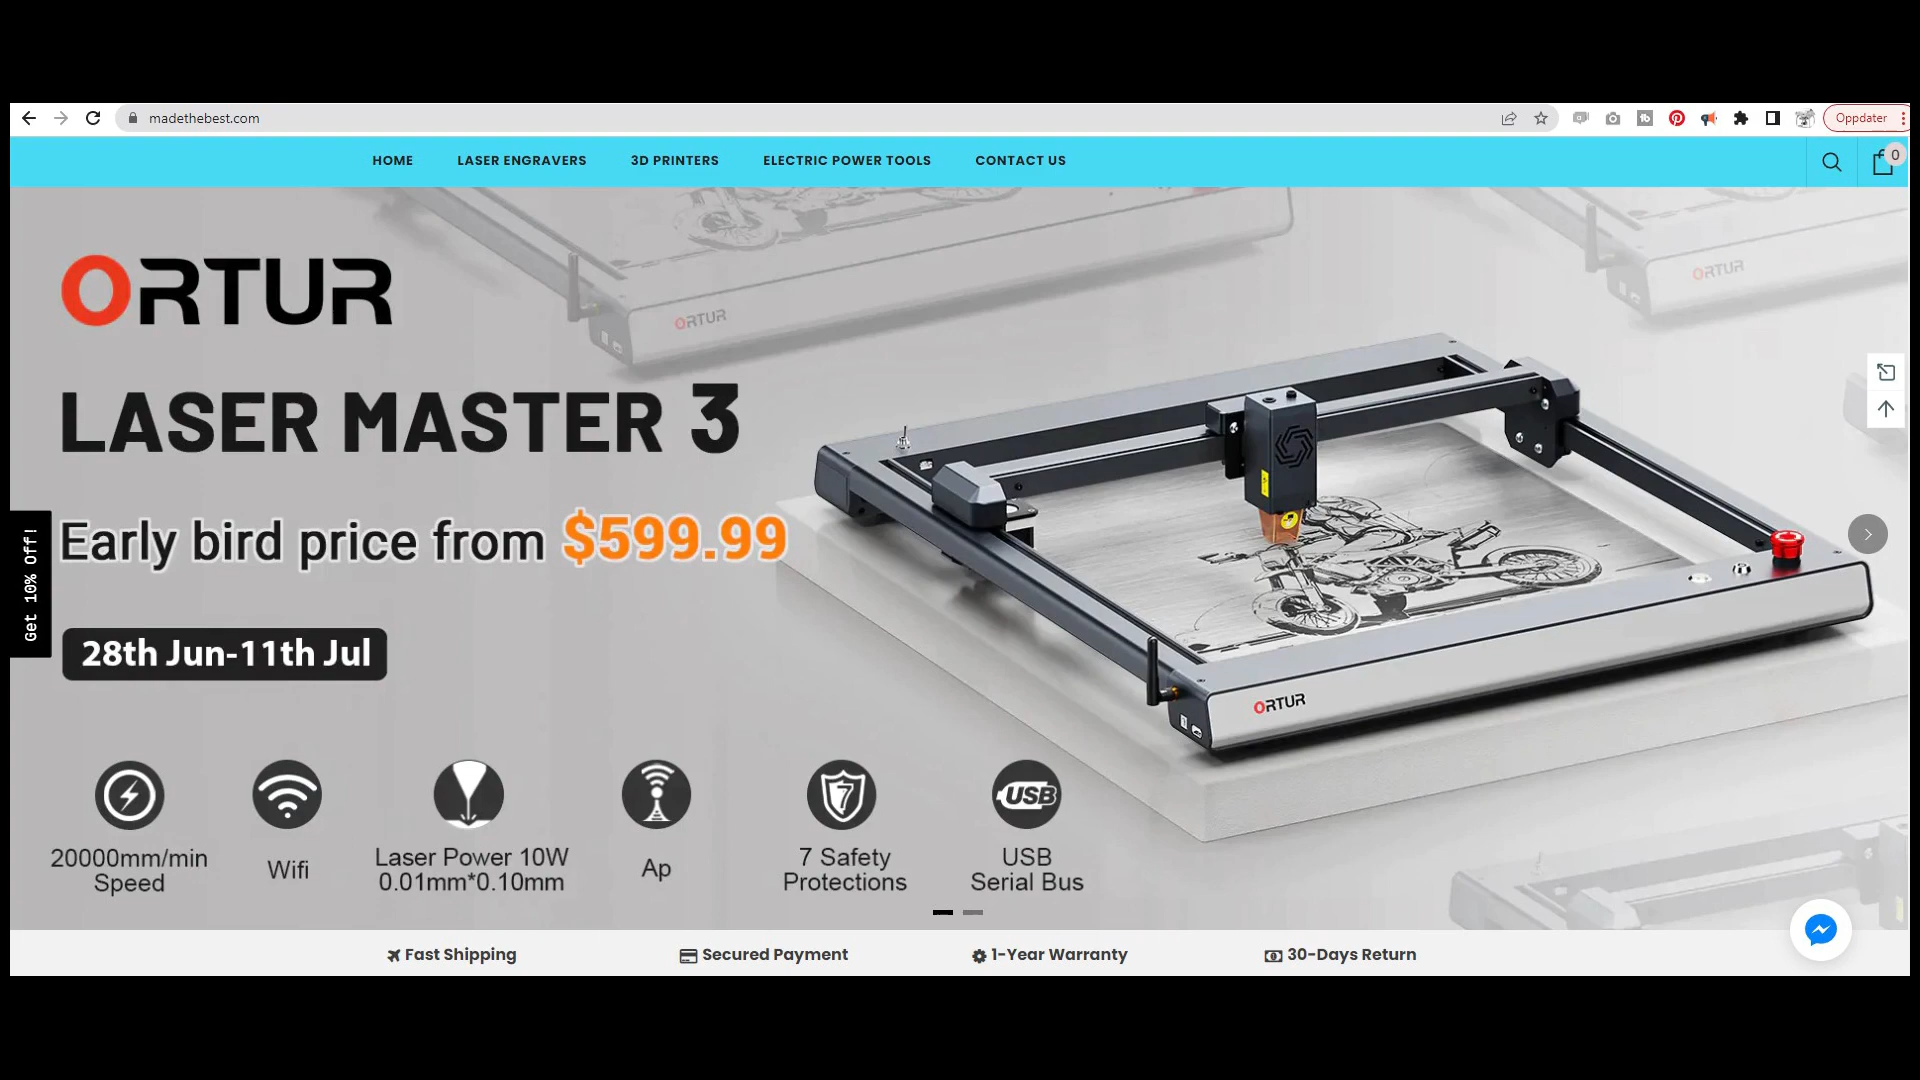 madethebest.com
Oppdater
HOME LASER ENGRAVERS 3D PRINTERS ELECTRIC POWER TOOLS CONTACT US
0
ORTUR
LASER MASTER 3
Early bird price from $599.99
28th Jun-11th Jul
Get 10% Off!
ORTUR
ORTUR
ORTUR
7
USB
20000mm/min
Speed
Wifi
Laser Power 10W
0.01mm*0.10mm
Ap
7 Safety
Protections
USB
Serial Bus
Fast Shipping Secured Payment 1-Year Warranty 30-Days Return